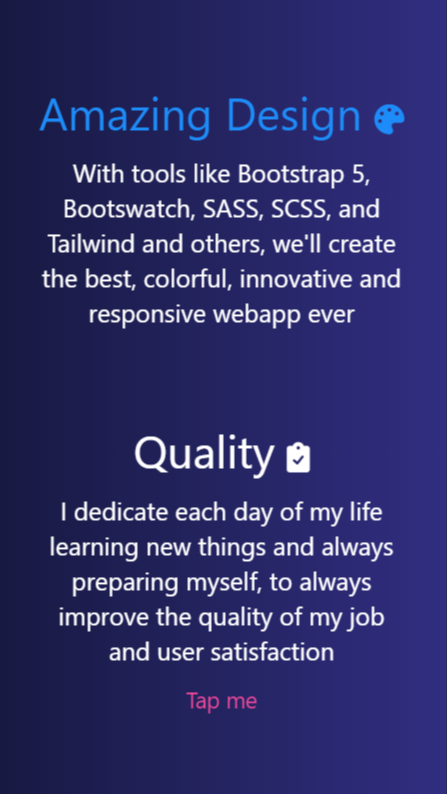 Amazing Design
With tools like Bootstrap 5,
Bootswatch, SASS, SCSS, and
Tailwind and others, we'll create
the best, colorful, innovative and
responsive webapp ever
Quality
I dedicate each day of my life
learning new things and always
preparing myself, to always
improve the quality of my job
and user satisfaction
Tap me